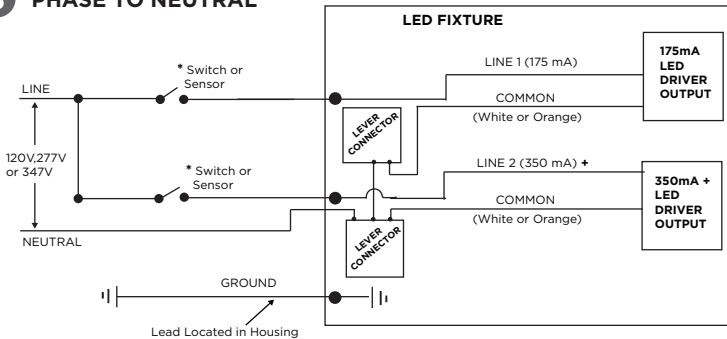 PHASE TO NEUTRAL
LED FIXTURE
175mA
LED
DRIVER
OUTPUT
LINE 1 (175 mA)
* Switch or
Sensor
LINE
COMMON
(White or Orange)
LEVER
CONNECTOR
120V,277V
or 347V
* Switch or
Sensor
LINE 2 (350 mA) +
350mA +
LED
DRIVER
OUTPUT
COMMON
(White or Orange)
NEUTRAL
LEVER
CONNECTOR
GROUND
Lead Located in Housing